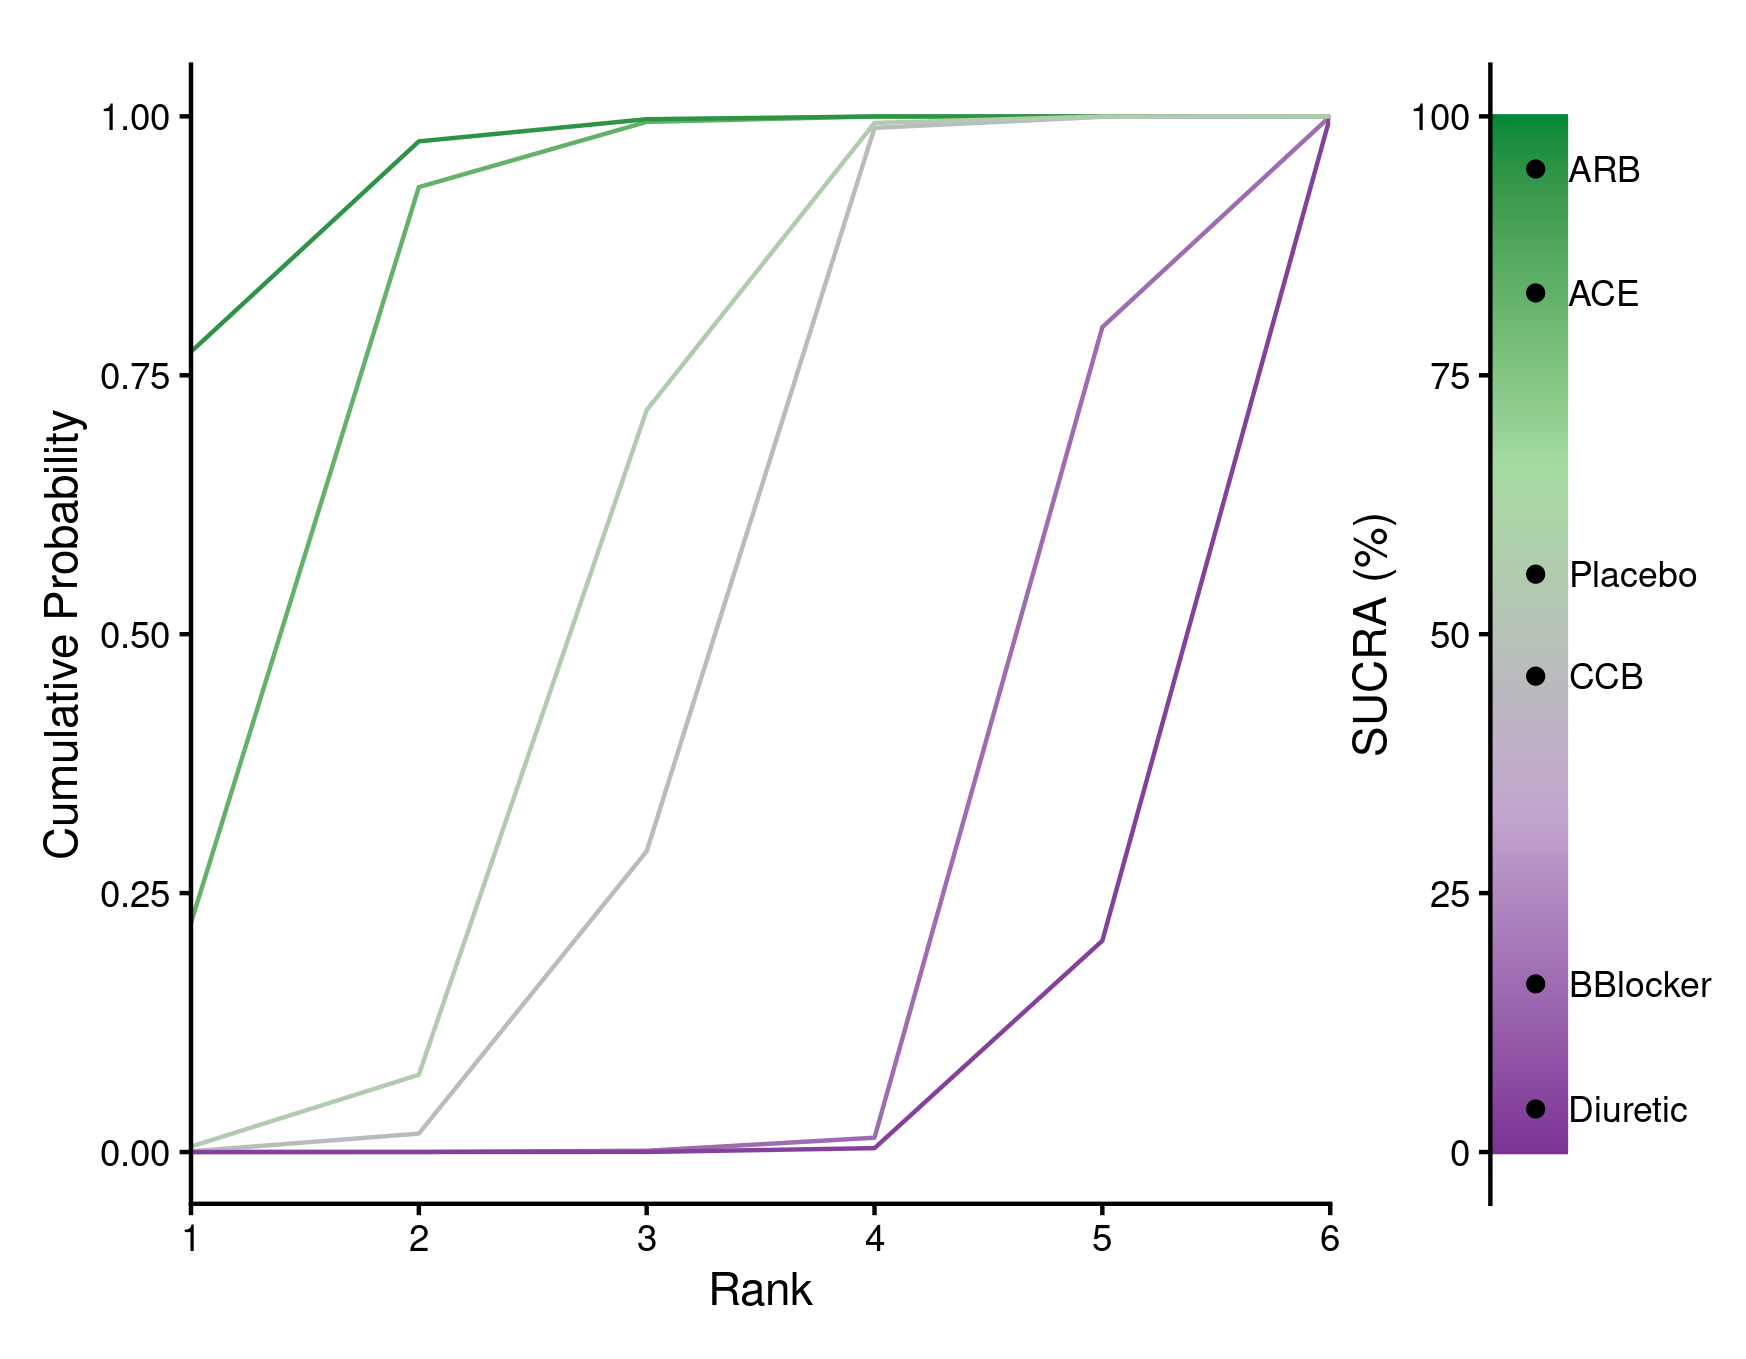 1.00
0.75
0.50
0.25
0.00
Cumulative Probability
1 2 3 4 5 6
Rank
100
75
50
25
0
SUCRA (%)
ARB
ACE
Placebo
CCB
BBlocker
Diuretic